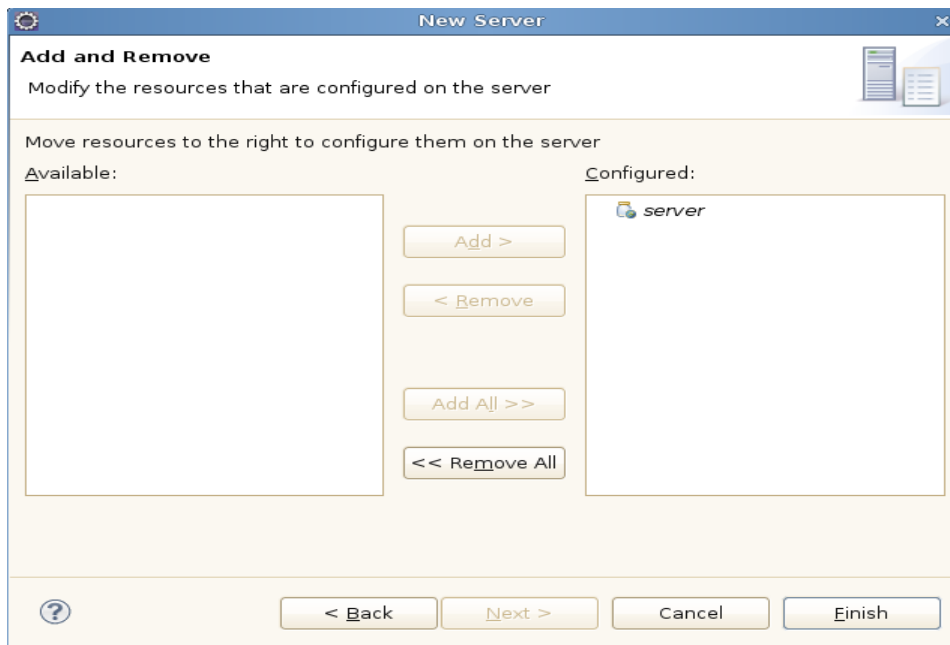 New Server
Add and Remove
Modify the resources that are configured on the server
Move resources to the right to configure them on the server
Available:
Configured:
server
Add >
< Remove
Add All >>
<< Remove All
?
< Back
Next >
Cancel
Finish